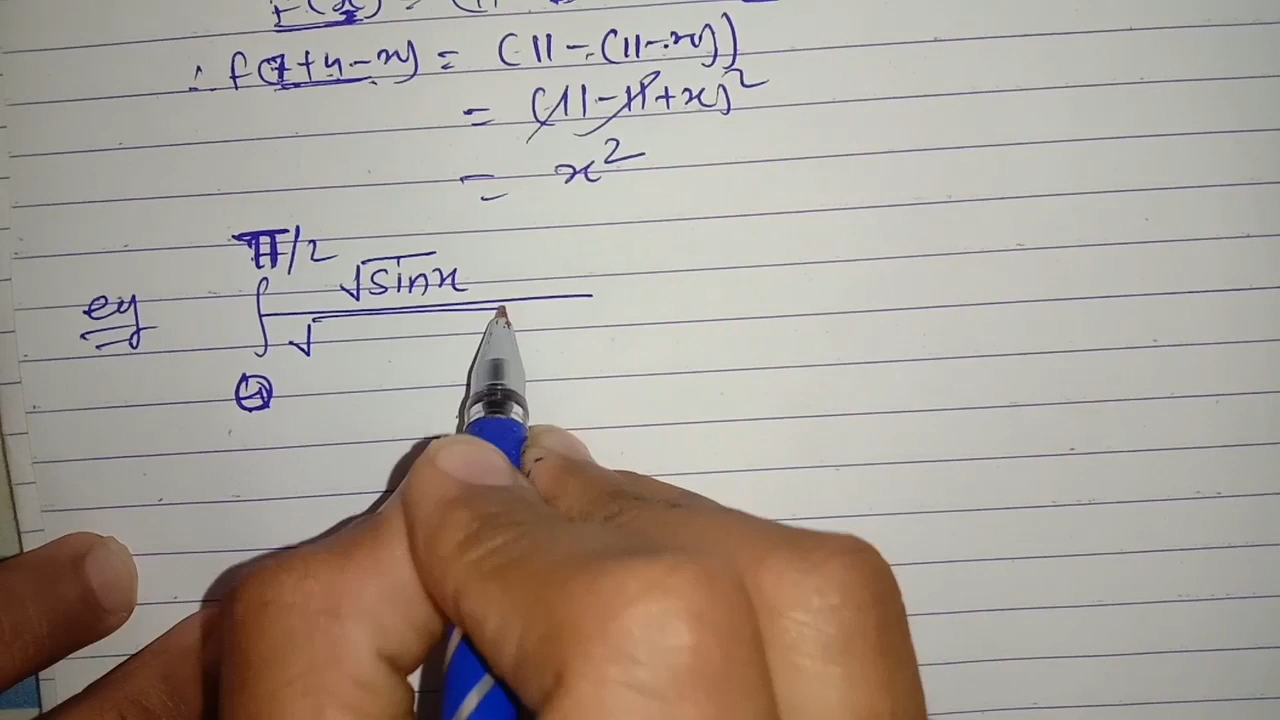 ∴ f(7+4-x) = (11-(11-x))
= (11-11+x)²
= x²
π/2
eg ∫ √sinx
√
0